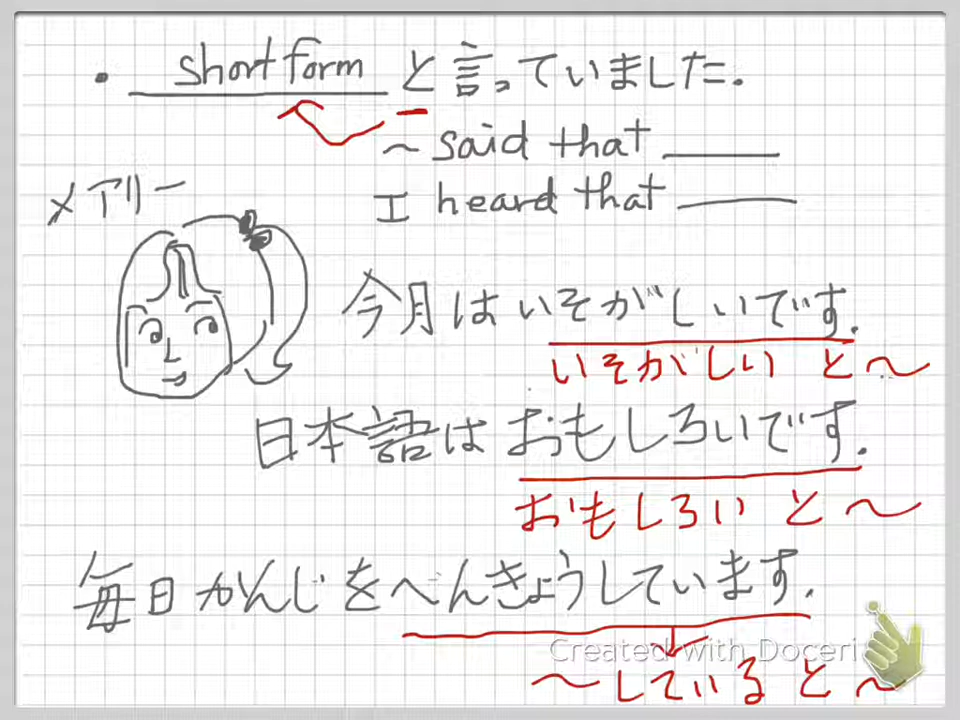 ・ short form と言っていました.
~ said that ____
I heard that ____
メアリー
今月はいそがしいです.
いそがしい と~
日本語はおもしろいです.
おもしろい と~
毎日かんじをべんきょうしています.
Created with Doceri
~している と~